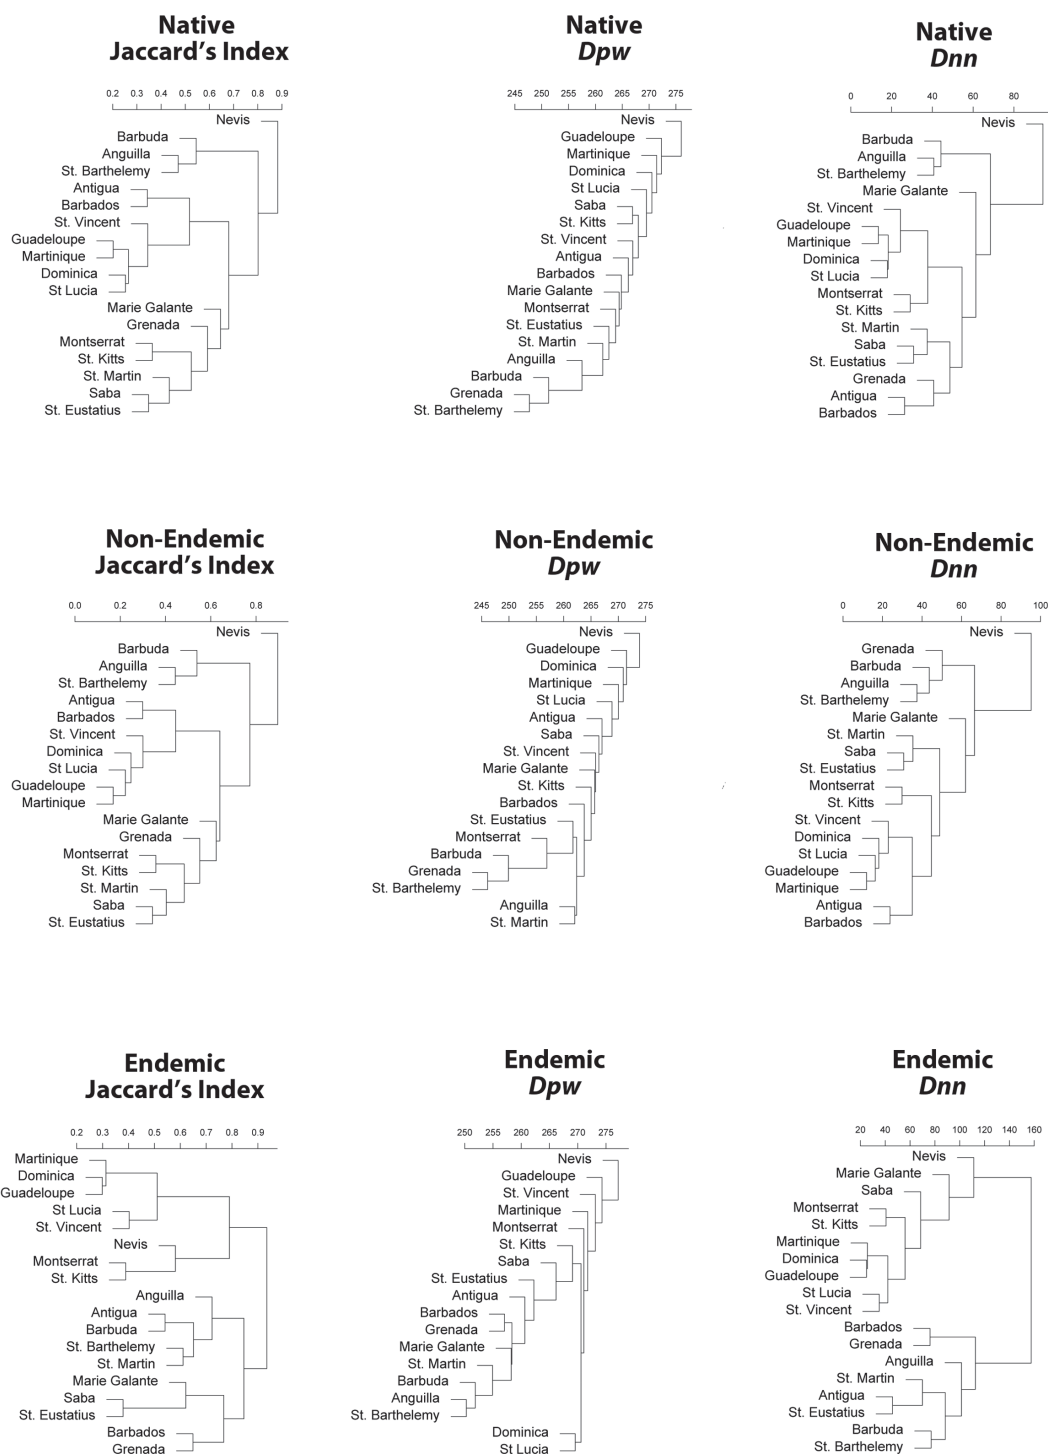 Native
Jaccard's Index
0.2 0.3 0.4 0.5 0.6 0.7 0.8 0.9
Nevis
Barbuda
Anguilla
St. Barthelemy
Antigua
Barbados
St. Vincent
Guadeloupe
Martinique
Dominica
St Lucia
Marie Galante
Grenada
Montserrat
St. Kitts
St. Martin
Saba
St. Eustatius
Native
Dpw
245 250 255 260 265 270 275
Nevis
Guadeloupe
Martinique
Dominica
St Lucia
Saba
St. Kitts
St. Vincent
Antigua
Barbados
Marie Galante
Montserrat
St. Eustatius
St. Martin
Anguilla
Barbuda
Grenada
St. Barthelemy
Native
Dnn
0 20 40 60 80
Nevis
Barbuda
Anguilla
St. Barthelemy
Marie Galante
St. Vincent
Guadeloupe
Martinique
Dominica
St Lucia
Montserrat
St. Kitts
St. Martin
Saba
St. Eustatius
Grenada
Antigua
Barbados
Non-Endemic
Jaccard's Index
0.0 0.2 0.4 0.6 0.8
Nevis
Barbuda
Anguilla
St. Barthelemy
Antigua
Barbados
St. Vincent
Dominica
St Lucia
Guadeloupe
Martinique
Marie Galante
Grenada
Montserrat
St. Kitts
St. Martin
Saba
St. Eustatius
Non-Endemic
Dpw
245 250 255 260 265 270 275
Nevis
Guadeloupe
Dominica
Martinique
St Lucia
Antigua
Saba
St. Vincent
Marie Galante
St. Kitts
Barbados
St. Eustatius
Montserrat
Barbuda
Grenada
St. Barthelemy
Anguilla
St. Martin
Non-Endemic
Dnn
0 20 40 60 80 100
Nevis
Grenada
Barbuda
Anguilla
St. Barthelemy
Marie Galante
St. Martin
Saba
St. Eustatius
Montserrat
St. Kitts
St. Vincent
Dominica
St Lucia
Guadeloupe
Martinique
Antigua
Barbados
Endemic
Jaccard's Index
0.2 0.3 0.4 0.5 0.6 0.7 0.8 0.9
Martinique
Dominica
Guadeloupe
St Lucia
St. Vincent
Nevis
Montserrat
St. Kitts
Anguilla
Antigua
Barbuda
St. Barthelemy
St. Martin
Marie Galante
Saba
St. Eustatius
Barbados
Grenada
Endemic
Dpw
250 255 260 265 270 275
Nevis
Guadeloupe
St. Vincent
Martinique
Montserrat
St. Kitts
Saba
St. Eustatius
Antigua
Barbados
Grenada
Marie Galante
St. Martin
Barbuda
Anguilla
St. Barthelemy
Dominica
St Lucia
Endemic
Dnn
20 40 60 80 100 120 140 160
Nevis
Marie Galante
Saba
Montserrat
St. Kitts
Martinique
Dominica
Guadeloupe
St Lucia
St. Vincent
Barbados
Grenada
Anguilla
St. Martin
Antigua
St. Eustatius
Barbuda
St. Barthelemy